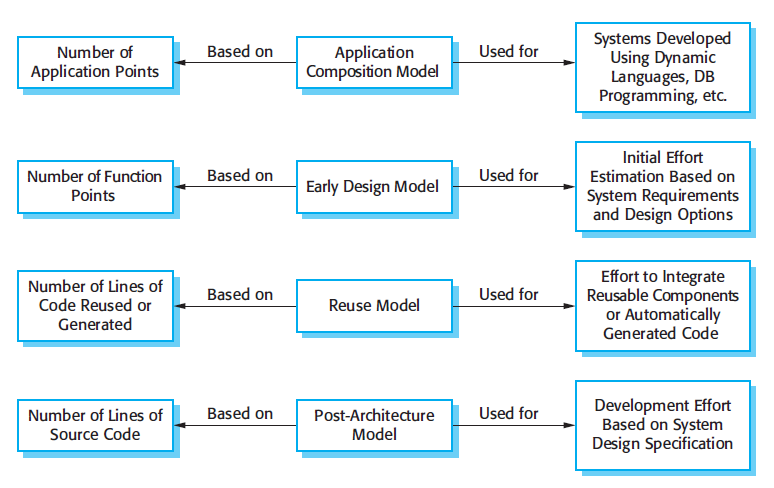 Number of
Application Points
Based on
Application
Composition Model
Used for
Systems Developed
Using Dynamic
Languages, DB
Programming, etc.
Number of Function
Points
Based on
Early Design Model
Used for
Initial Effort
Estimation Based on
System Requirements
and Design Options
Number of Lines of
Code Reused or
Generated
Based on
Reuse Model
Used for
Effort to Integrate
Reusable Components
or Automatically
Generated Code
Number of Lines of
Source Code
Based on
Post-Architecture
Model
Used for
Development Effort
Based on System
Design Specification